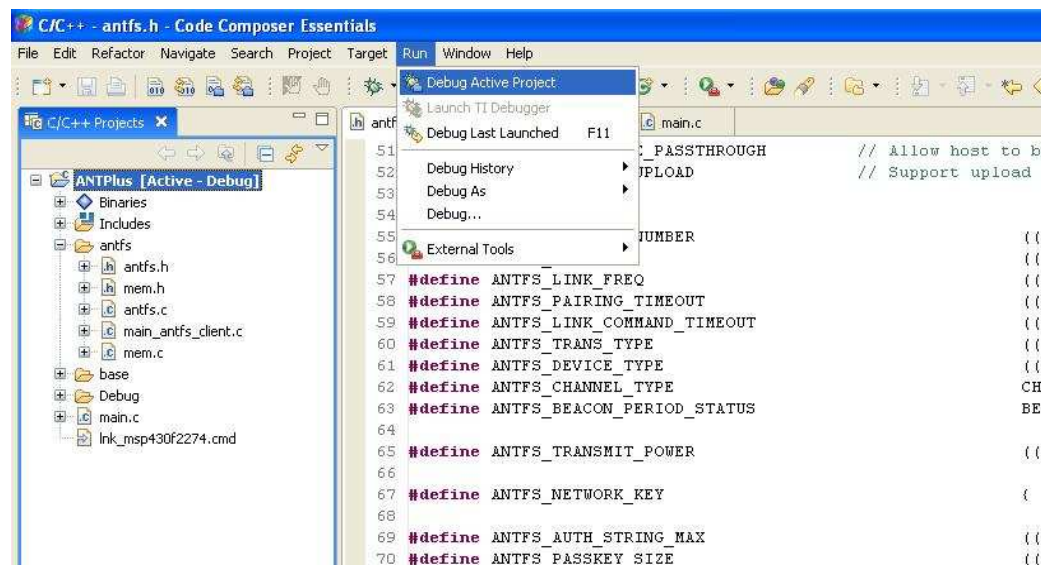 C/C++ - antfs.h - Code Composer Essentials
File Edit Refactor Navigate Search Project Target Run Window Help
Debug Active Project
Launch TI Debugger
Debug Last Launched F11
Debug History
Debug As
Debug...
External Tools
C/C++ Projects
ANTPlus [Active - Debug]
Binaries
Includes
antfs
antfs.h
mem.h
antfs.c
main_antfs_client.c
mem.c
base
Debug
main.c
lnk_msp430f2274.cmd
antf main.c
51 _PASSTHROUGH // Allow host to b
52 UPLOAD // Support upload
53
54
55 NUMBER ((
56 ((
57 #define ANTFS_LINK_FREQ ((
58 #define ANTFS_PAIRING_TIMEOUT ((
59 #define ANTFS_LINK_COMMAND_TIMEOUT ((
60 #define ANTFS_TRANS_TYPE ((
61 #define ANTFS_DEVICE_TYPE ((
62 #define ANTFS_CHANNEL_TYPE CH
63 #define ANTFS_BEACON_PERIOD_STATUS BE
64
65 #define ANTFS_TRANSMIT_POWER ((
66
67 #define ANTFS_NETWORK_KEY {
68
69 #define ANTFS_AUTH_STRING_MAX ((
70 #define ANTFS_PASSKEY_SIZE ((